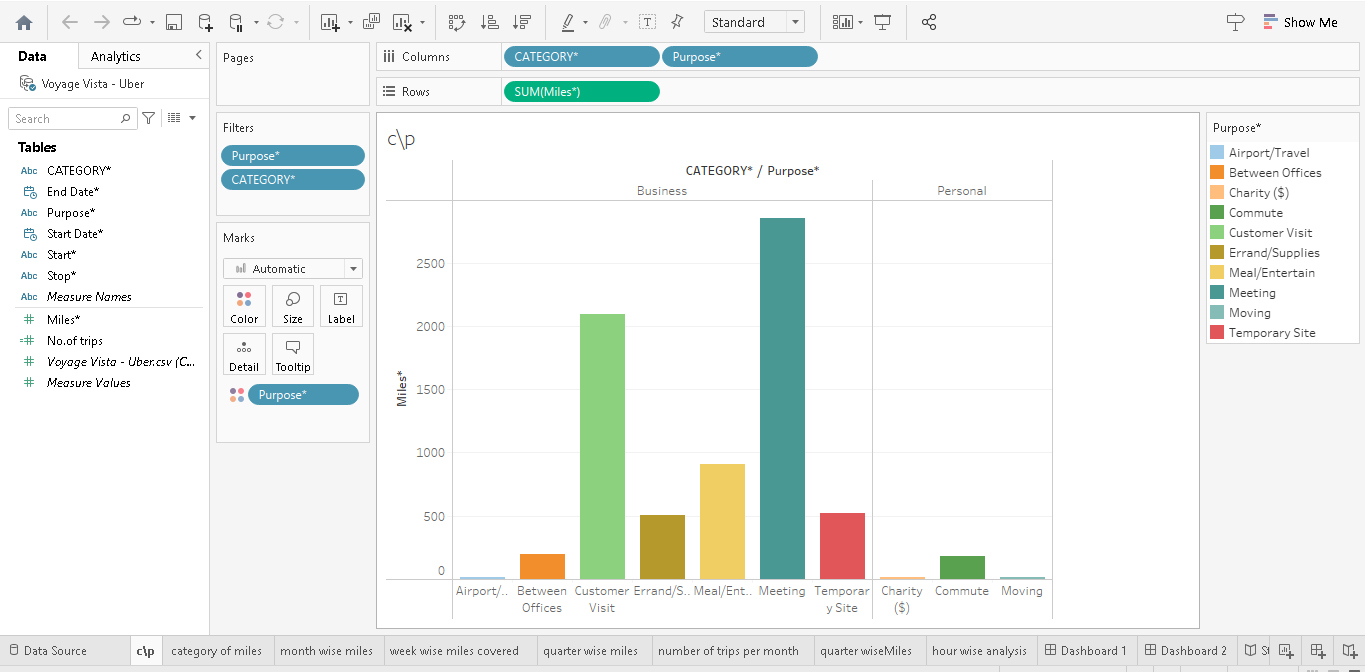 Standard
Show Me
Data
Analytics
Voyage Vista - Uber
Search
Tables
Abc CATEGORY*
End Date*
Abc Purpose*
Start Date*
Abc Start*
Abc Stop*
Abc Measure Names
# Miles*
=# No.of trips
# Voyage Vista - Uber.csv (C...
# Measure Values
Pages
Filters
Purpose*
CATEGORY*
Marks
Automatic
Color
Size
Label
Detail
Tooltip
Purpose*
Columns
CATEGORY*
Purpose*
Rows
SUM(Miles*)
c\p
CATEGORY* / Purpose*
Business
Personal
Miles*
2500
2000
1500
1000
500
0
Airport/..
Between
Offices
Customer
Visit
Errand/S..
Meal/Ent..
Meeting
Temporar
y Site
Charity
($)
Commute
Moving
Purpose*
Airport/Travel
Between Offices
Charity ($)
Commute
Customer Visit
Errand/Supplies
Meal/Entertain
Meeting
Moving
Temporary Site
Data Source
c\p
category of miles
month wise miles
week wise miles covered
quarter wise miles
number of trips per month
quarter wiseMiles
hour wise analysis
Dashboard 1
Dashboard 2